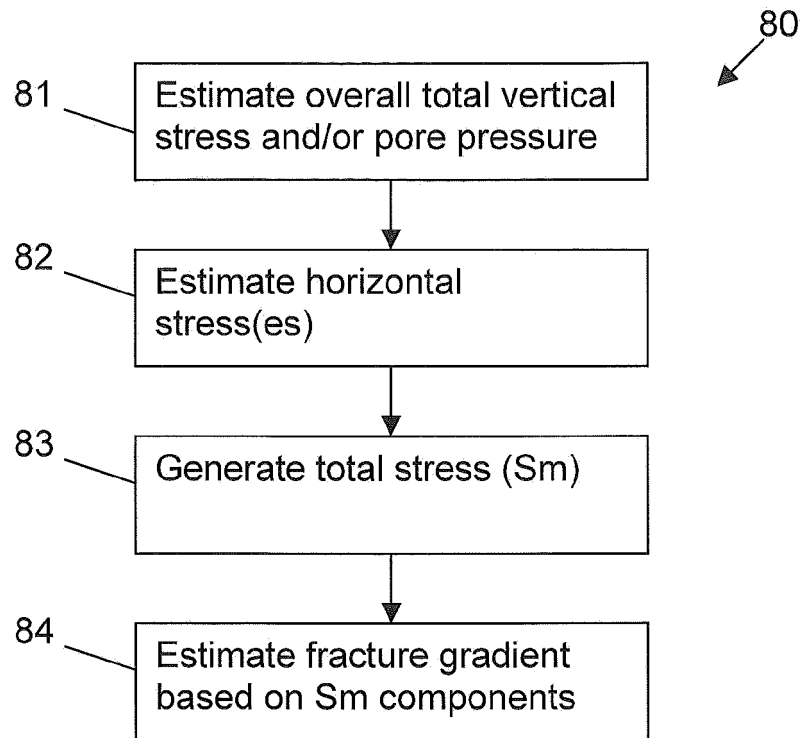 80
81
Estimate overall total vertical
stress and/or pore pressure
82
Estimate horizontal
stress(es)
83
Generate total stress (Sm)
84
Estimate fracture gradient
based on Sm components